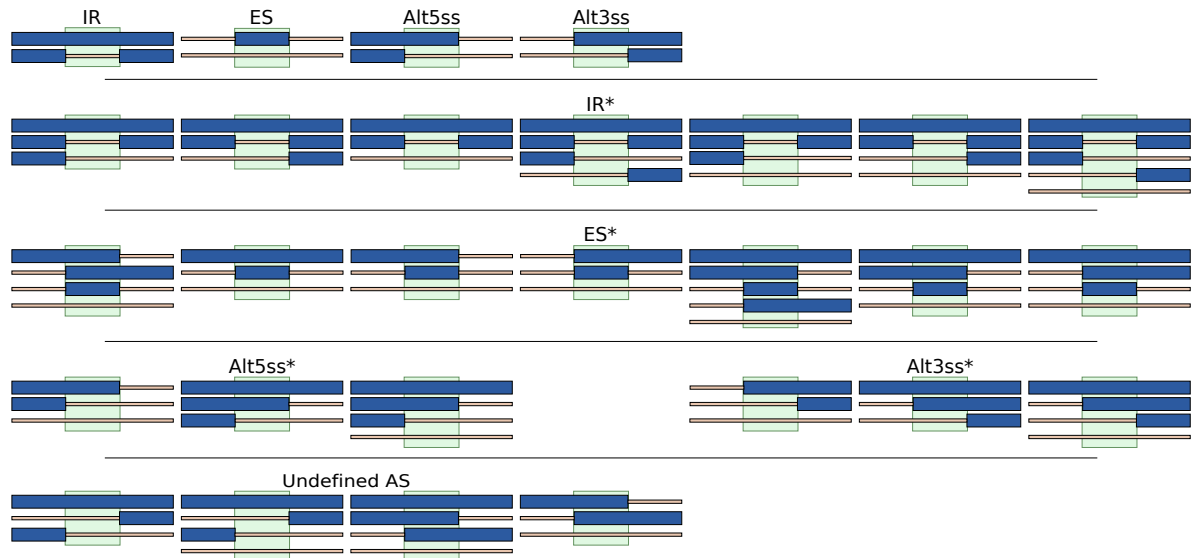 IR ES Alt5ss Alt3ss
IR*
ES*
Alt5ss* Alt3ss*
Undefined AS